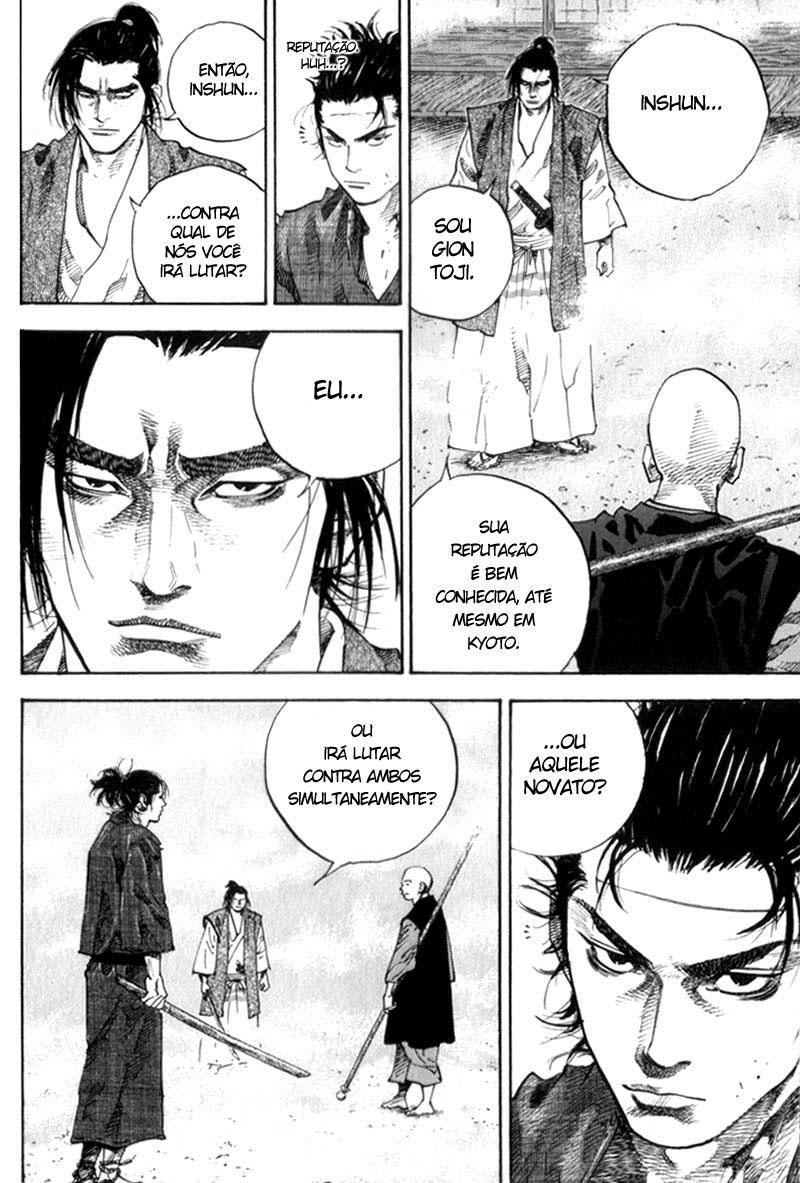 INSHUN...
SOU
GION
TOJI.
SUA
REPUTAÇÃO
É BEM
CONHECIDA, ATÉ
MESMO EM
KYOTO.
REPUTAÇÃO.
HUH...?
ENTÃO,
INSHUN...
...CONTRA
QUAL DE
NÓS VOCÊ
IRÁ LUTAR?
EU...
...OU
AQUELE
NOVATO?
OU
IRÁ LUTAR
CONTRA AMBOS
SIMULTANEAMENTE?